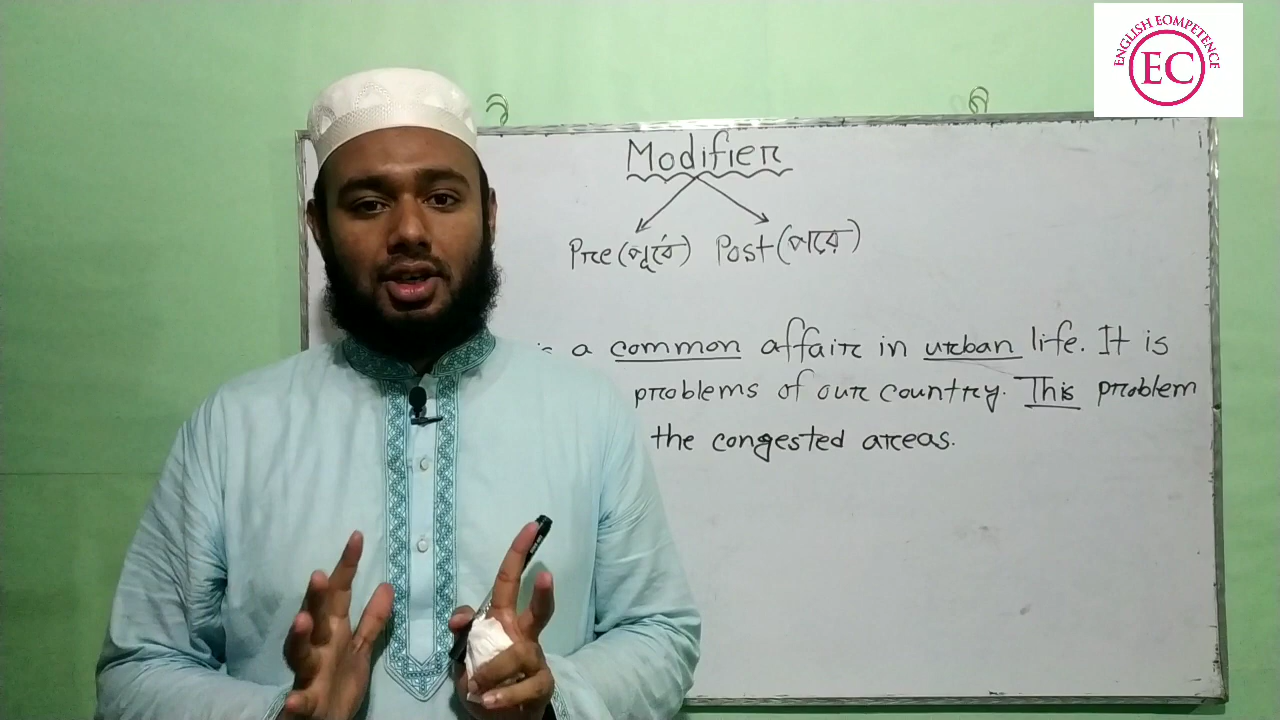 ENGLISH EOMPETENCE
EC
Modifier
Pre (পূর্বে) Post (পরে)
a common affair in urban life. It is
problems of our country. This problem
the congested areas.